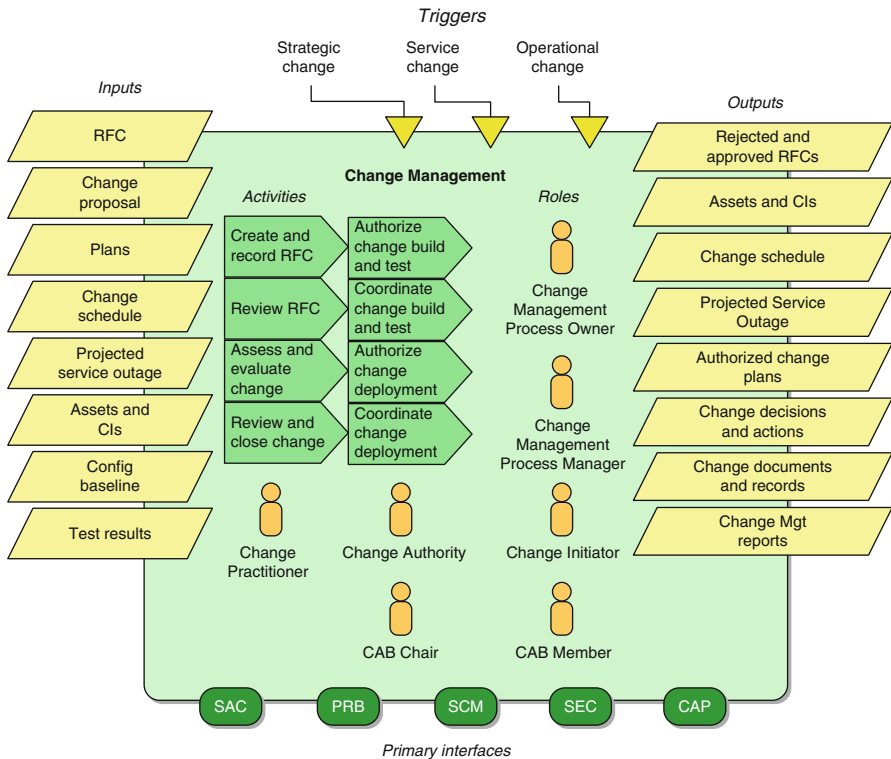 Triggers
Strategic
change
Service
change
Operational
change
Inputs
RFC
Change
proposal
Plans
Change
schedule
Projected
service outage
Assets and
CIs
Config
baseline
Test results
Change Management
Activities
Create and
record RFC
Authorize
change build
and test
Review RFC
Coordinate
change build
and test
Assess and
evaluate
change
Authorize
change
deployment
Review and
close change
Coordinate
change
deployment
Roles
Change
Management
Process Owner
Change
Management
Process Manager
Change
Practitioner
Change Authority
Change Initiator
CAB Chair
CAB Member
Outputs
Rejected and
approved RFCs
Assets and CIs
Change schedule
Projected Service
Outage
Authorized change
plans
Change decisions
and actions
Change documents
and records
Change Mgt
reports
SAC
PRB
SCM
SEC
CAP
Primary interfaces